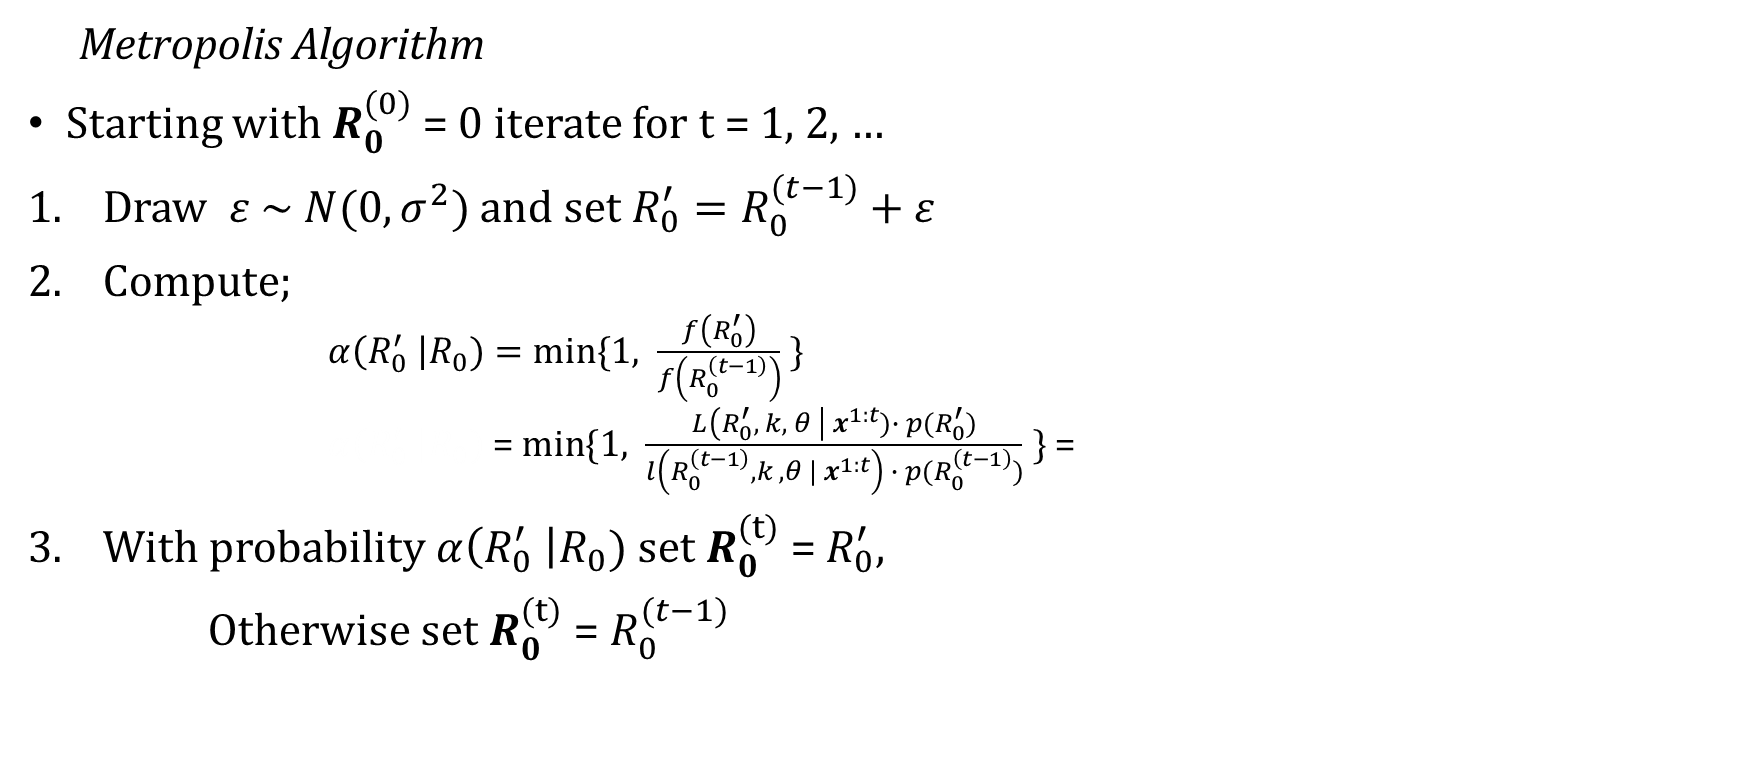 Metropolis Algorithm
• Starting with R₀⁽⁰⁾ = 0 iterate for t = 1, 2, …
1. Draw ε ~ N(0, σ²) and set R₀′ = R₀⁽ᵗ⁻¹⁾ + ε
2. Compute;
α(R₀′ |R₀) = min{1, f(R₀′) / f(R₀⁽ᵗ⁻¹⁾) }
= min{1, L(R₀′, k, θ | x¹:ᵗ)· p(R₀′) / l(R₀⁽ᵗ⁻¹⁾,k ,θ | x¹:ᵗ) · p(R₀⁽ᵗ⁻¹⁾) } =
3. With probability α(R₀′ |R₀) set R₀⁽ᵗ⁾ = R₀′,
Otherwise set R₀⁽ᵗ⁾ = R₀⁽ᵗ⁻¹⁾